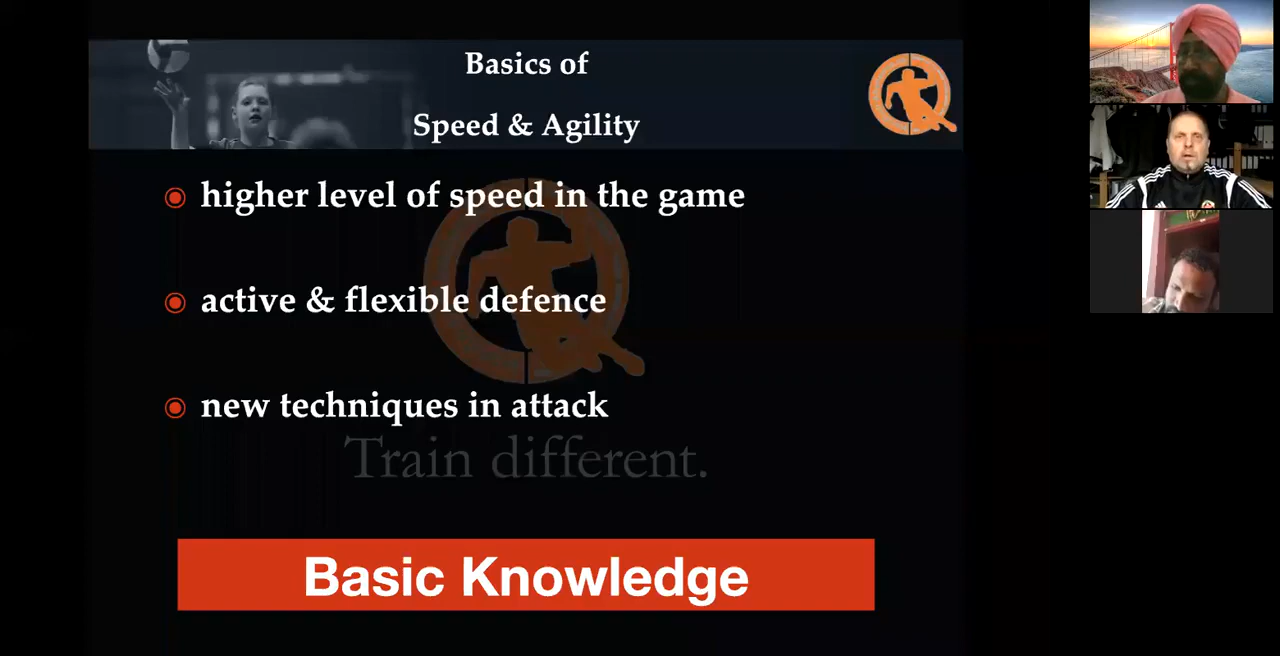 Basics of
Speed & Agility
higher level of speed in the game
active & flexible defence
new techniques in attack
Train different.
Basic Knowledge